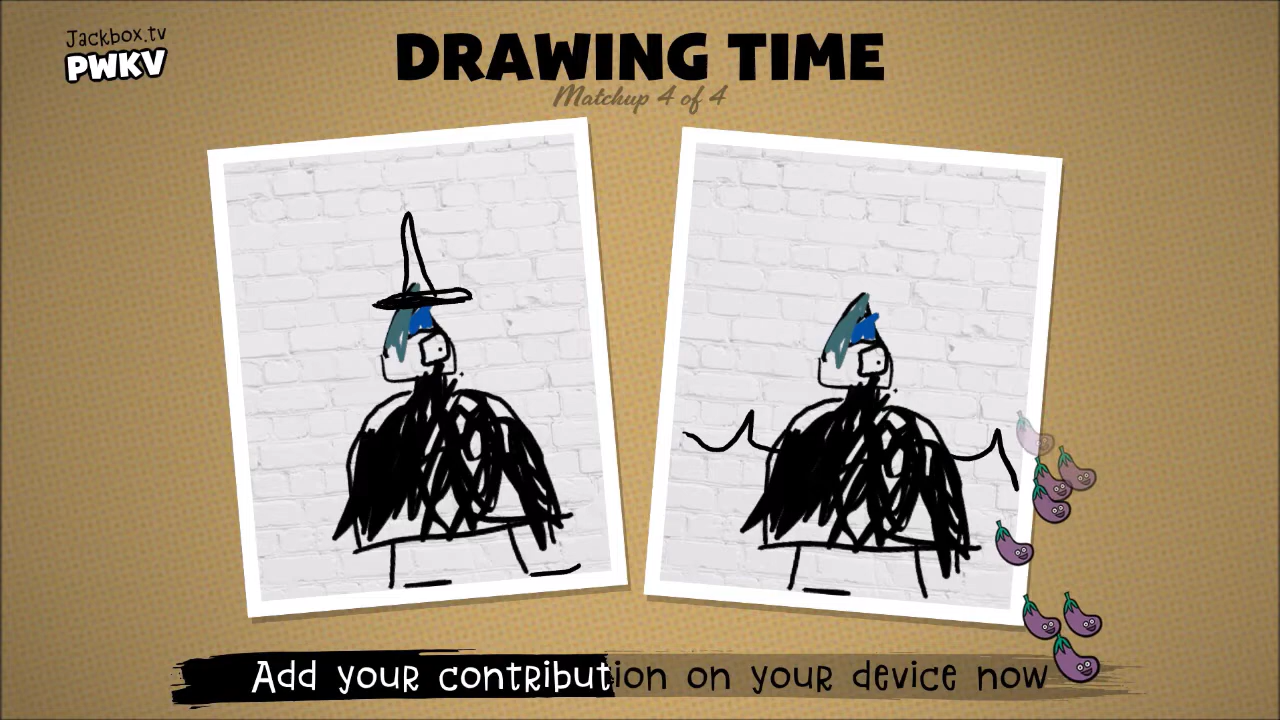 Jackbox.tv
PWKV
DRAWING TIME
Matchup 4 of 4
Add your contribution on your device now